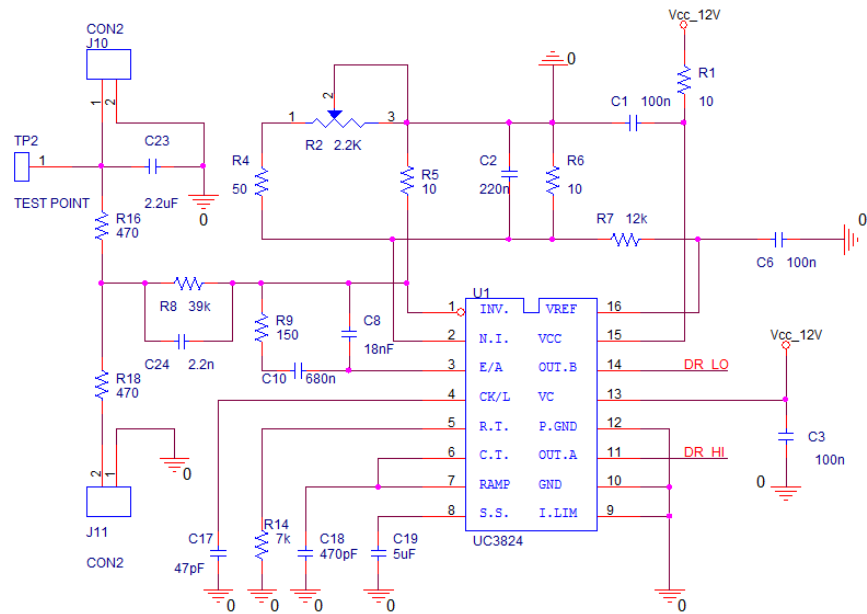 CON2
J10
1
2
TP2
1
TEST POINT
C23
2.2uF
0
R16
470
R8 39k
C24 2.2n
R18
470
2
1
0
J11
CON2
1
2
3
R2 2.2K
R4
50
R5
10
C2
220n
R6
10
0
C1 100n
Vcc_12V
R1
10
R7 12k
C6
100n
0
R9
150
C8
18nF
C10
680n
U1
1 INV. VREF 16
2 N.I. VCC 15
3 E/A OUT.B 14 DR_LO
4 CK/L VC 13
5 R.T. P.GND 12
6 C.T. OUT.A 11 DR_HI
7 RAMP GND 10
8 S.S. I.LIM 9
UC3824
Vcc_12V
C3
100n
0
C17
47pF
0
R14
7k
0
C18
470pF
0
C19
5uF
0
0